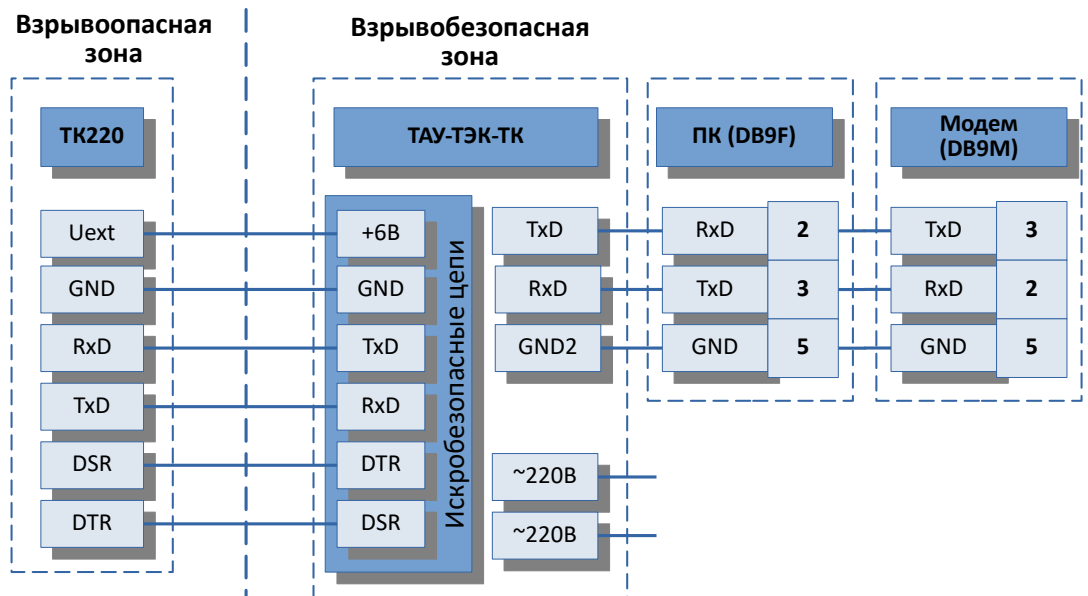 Взрывоопасная
зона
Взрывобезопасная
зона
ТК220
ТАУ-ТЭК-ТК
ПК (DB9F)
Модем
(DB9M)
Uext
GND
RxD
TxD
DSR
DTR
+6В
GND
TxD
RxD
DTR
DSR
Искробезопасные цепи
TxD
RxD
GND2
~220В
~220В
RxD 2
TxD 3
GND 5
TxD 3
RxD 2
GND 5